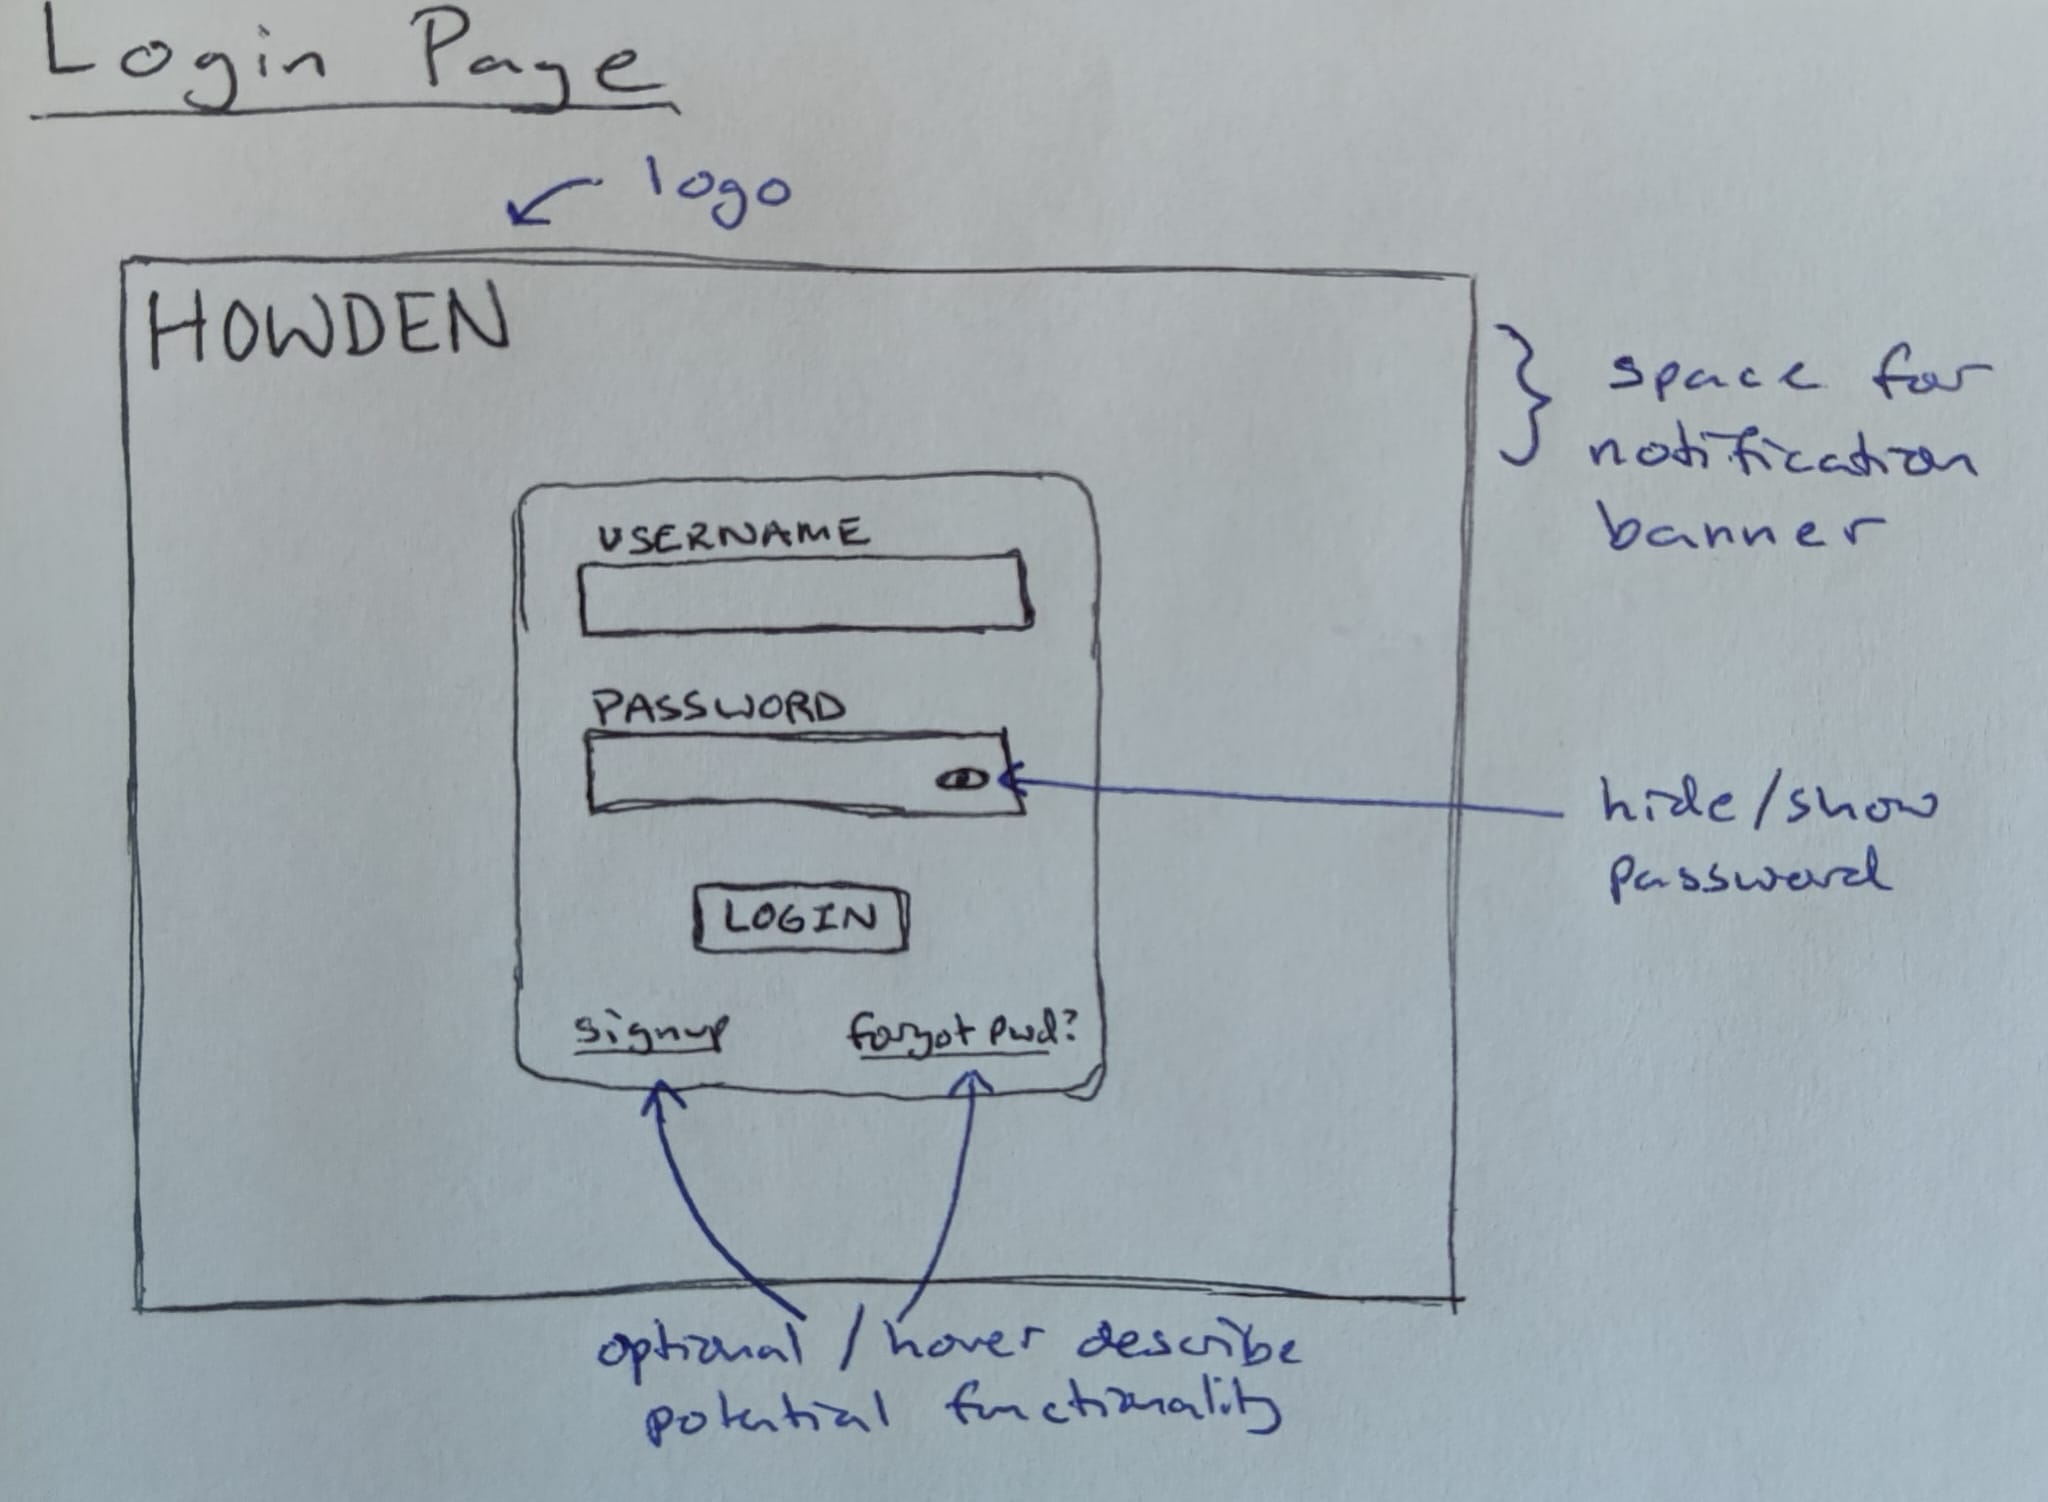 Login Page
logo
HOWDEN
space for
notification
banner
USERNAME
PASSWORD
hide/show
password
LOGIN
signup
forgot pwd?
optional / hover describe
potential functionality